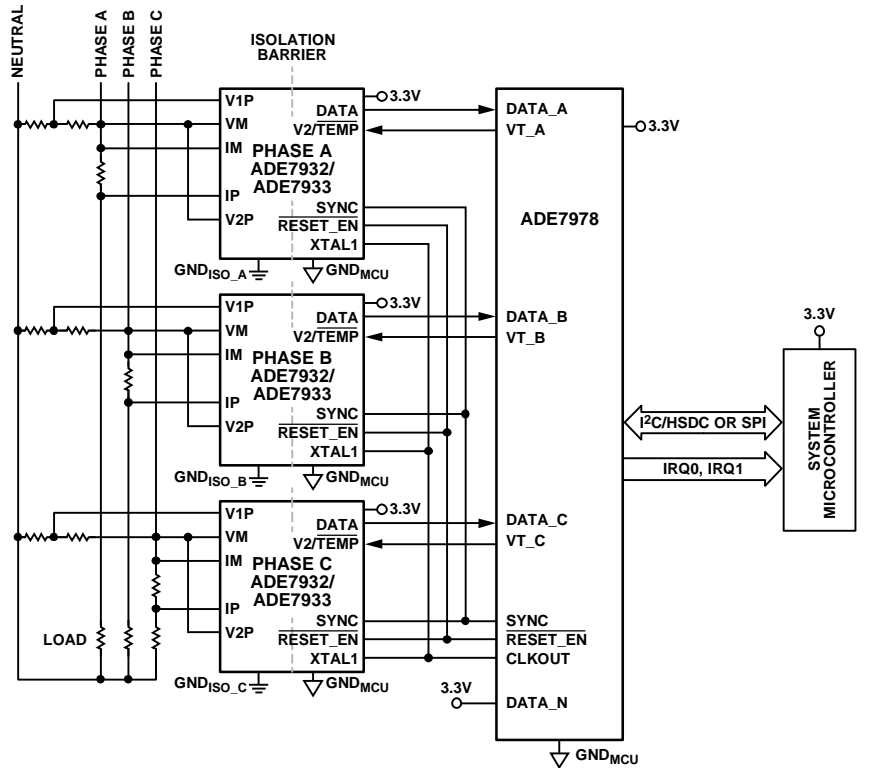 NEUTRAL
PHASE A
PHASE B
PHASE C
ISOLATION
BARRIER
V1P
VM
IM
IP
V2P
PHASE A
ADE7932/
ADE7933
DATA
V2/TEMP
SYNC
RESET_EN
XTAL1
3.3V
GNDISO_A
GNDMCU
V1P
VM
IM
IP
V2P
PHASE B
ADE7932/
ADE7933
DATA
V2/TEMP
SYNC
RESET_EN
XTAL1
3.3V
GNDISO_B
GNDMCU
V1P
VM
IM
IP
V2P
PHASE C
ADE7932/
ADE7933
DATA
V2/TEMP
SYNC
RESET_EN
XTAL1
3.3V
GNDISO_C
GNDMCU
LOAD
DATA_A
VT_A
ADE7978
3.3V
DATA_B
VT_B
DATA_C
VT_C
SYNC
RESET_EN
CLKOUT
3.3V
DATA_N
GNDMCU
I2C/HSDC OR SPI
IRQ0, IRQ1
3.3V
SYSTEM
MICROCONTROLLER